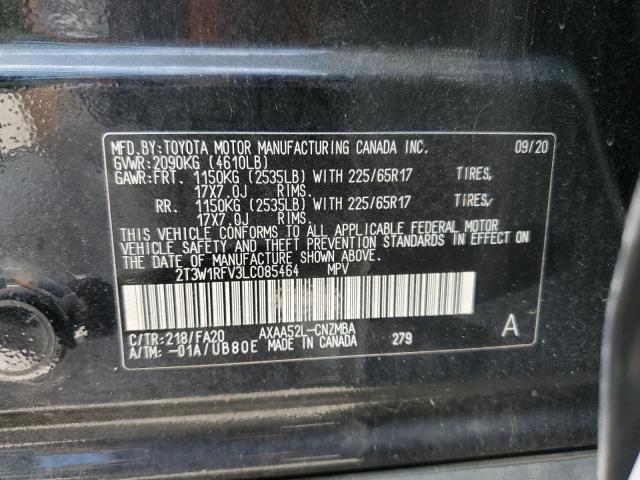 MFD.BY:TOYOTA MOTOR MANUFACTURING CANADA INC. 09/20
GVWR:2090KG (4610LB)
GAWR:FRT. 1150KG (2535LB) WITH 225/65R17 TIRES,
17X7.0J RIMS.
RR. 1150KG (2535LB) WITH 225/65R17 TIRES,
17X7.0J RIMS.
THIS VEHICLE CONFORMS TO ALL APPLICABLE FEDERAL MOTOR
VEHICLE SAFETY AND THEFT PREVENTION STANDARDS IN EFFECT ON
THE DATE OF MANUFACTURE SHOWN ABOVE.
2T3W1RFV3LC085464 MPV
C/TR:218/FA20 AXAA52L-CNZMBA A
A/TM:-01A/UB80E MADE IN CANADA 279